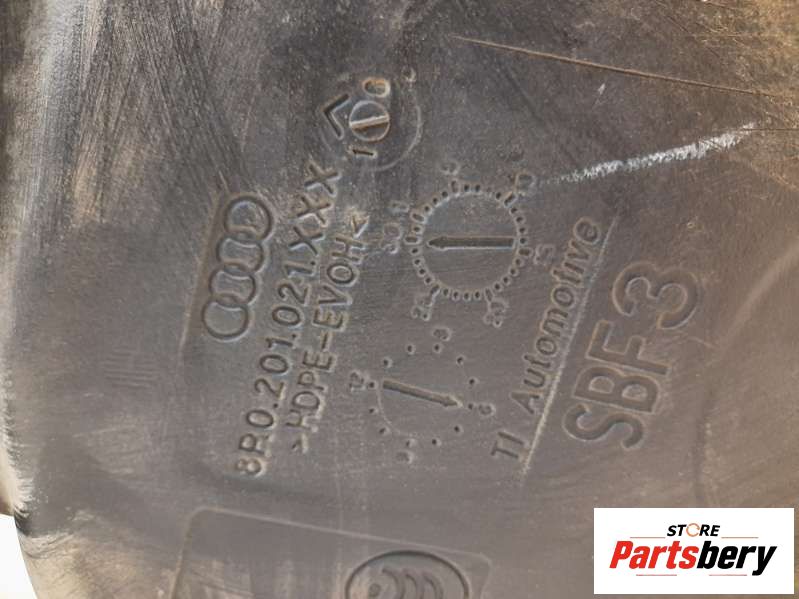 8R0.201.021.XXX
>HDPE-EVOH<
TI Automotive
SBF3
STORE
Partsbery